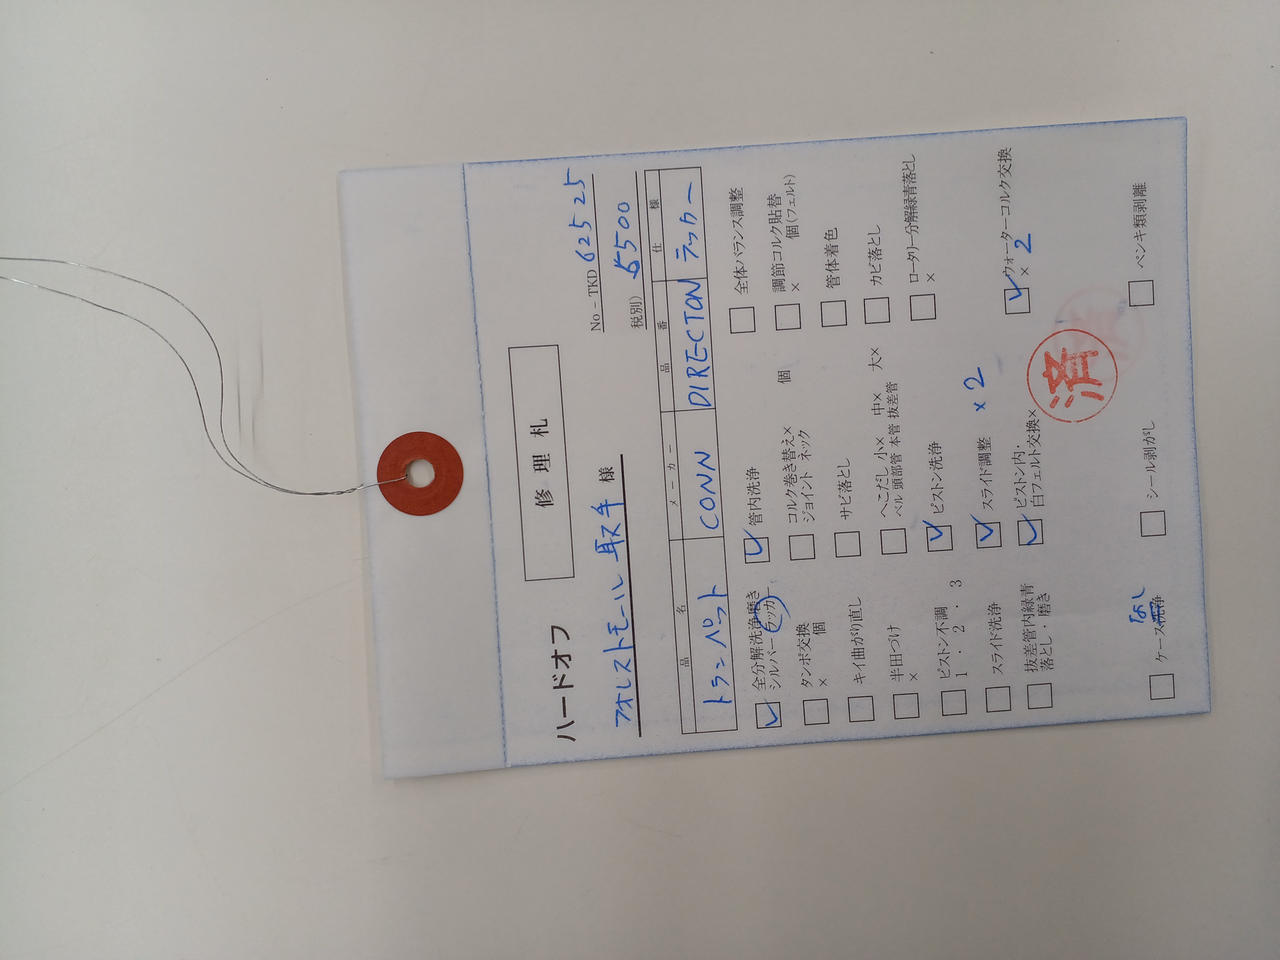 修理札
ハードオフ
No－TKID 62525
フオレストモール 様
税別） 8500
品名 メーカー 品番 仕様
トランペット CONN DIRECTON ラッカー
☑ 全分解洗浄磨き シルバー・ラッカー
☑ 管内洗浄
□ 全体バランス調整
□ タンポ交換 × 個
□ コルク巻き替え× 個 ジョイント ネック
□ 調節コルク貼替 × 個(フェルト)
□ キイ曲がり直し
□ サビ落とし
□ 管体着色
□ 半田づけ ×
□ へこだし 小× 中× 大× ベル 頭部管 本管 抜差管
□ カビ落とし
□ ピストン不調 1・2・3
☑ ピストン洗浄
□ ロータリー分解緑青落とし ×
□ スライド洗浄
☑ スライド調整 ×2
□ 抜差管内緑青落とし・磨き
☑ ピストン内・白フェルト交換×
☑ ウォーターコルク交換 × 2
済
□ ケース洗浄 なし
□ シール剥がし
□ ペンキ類剥離